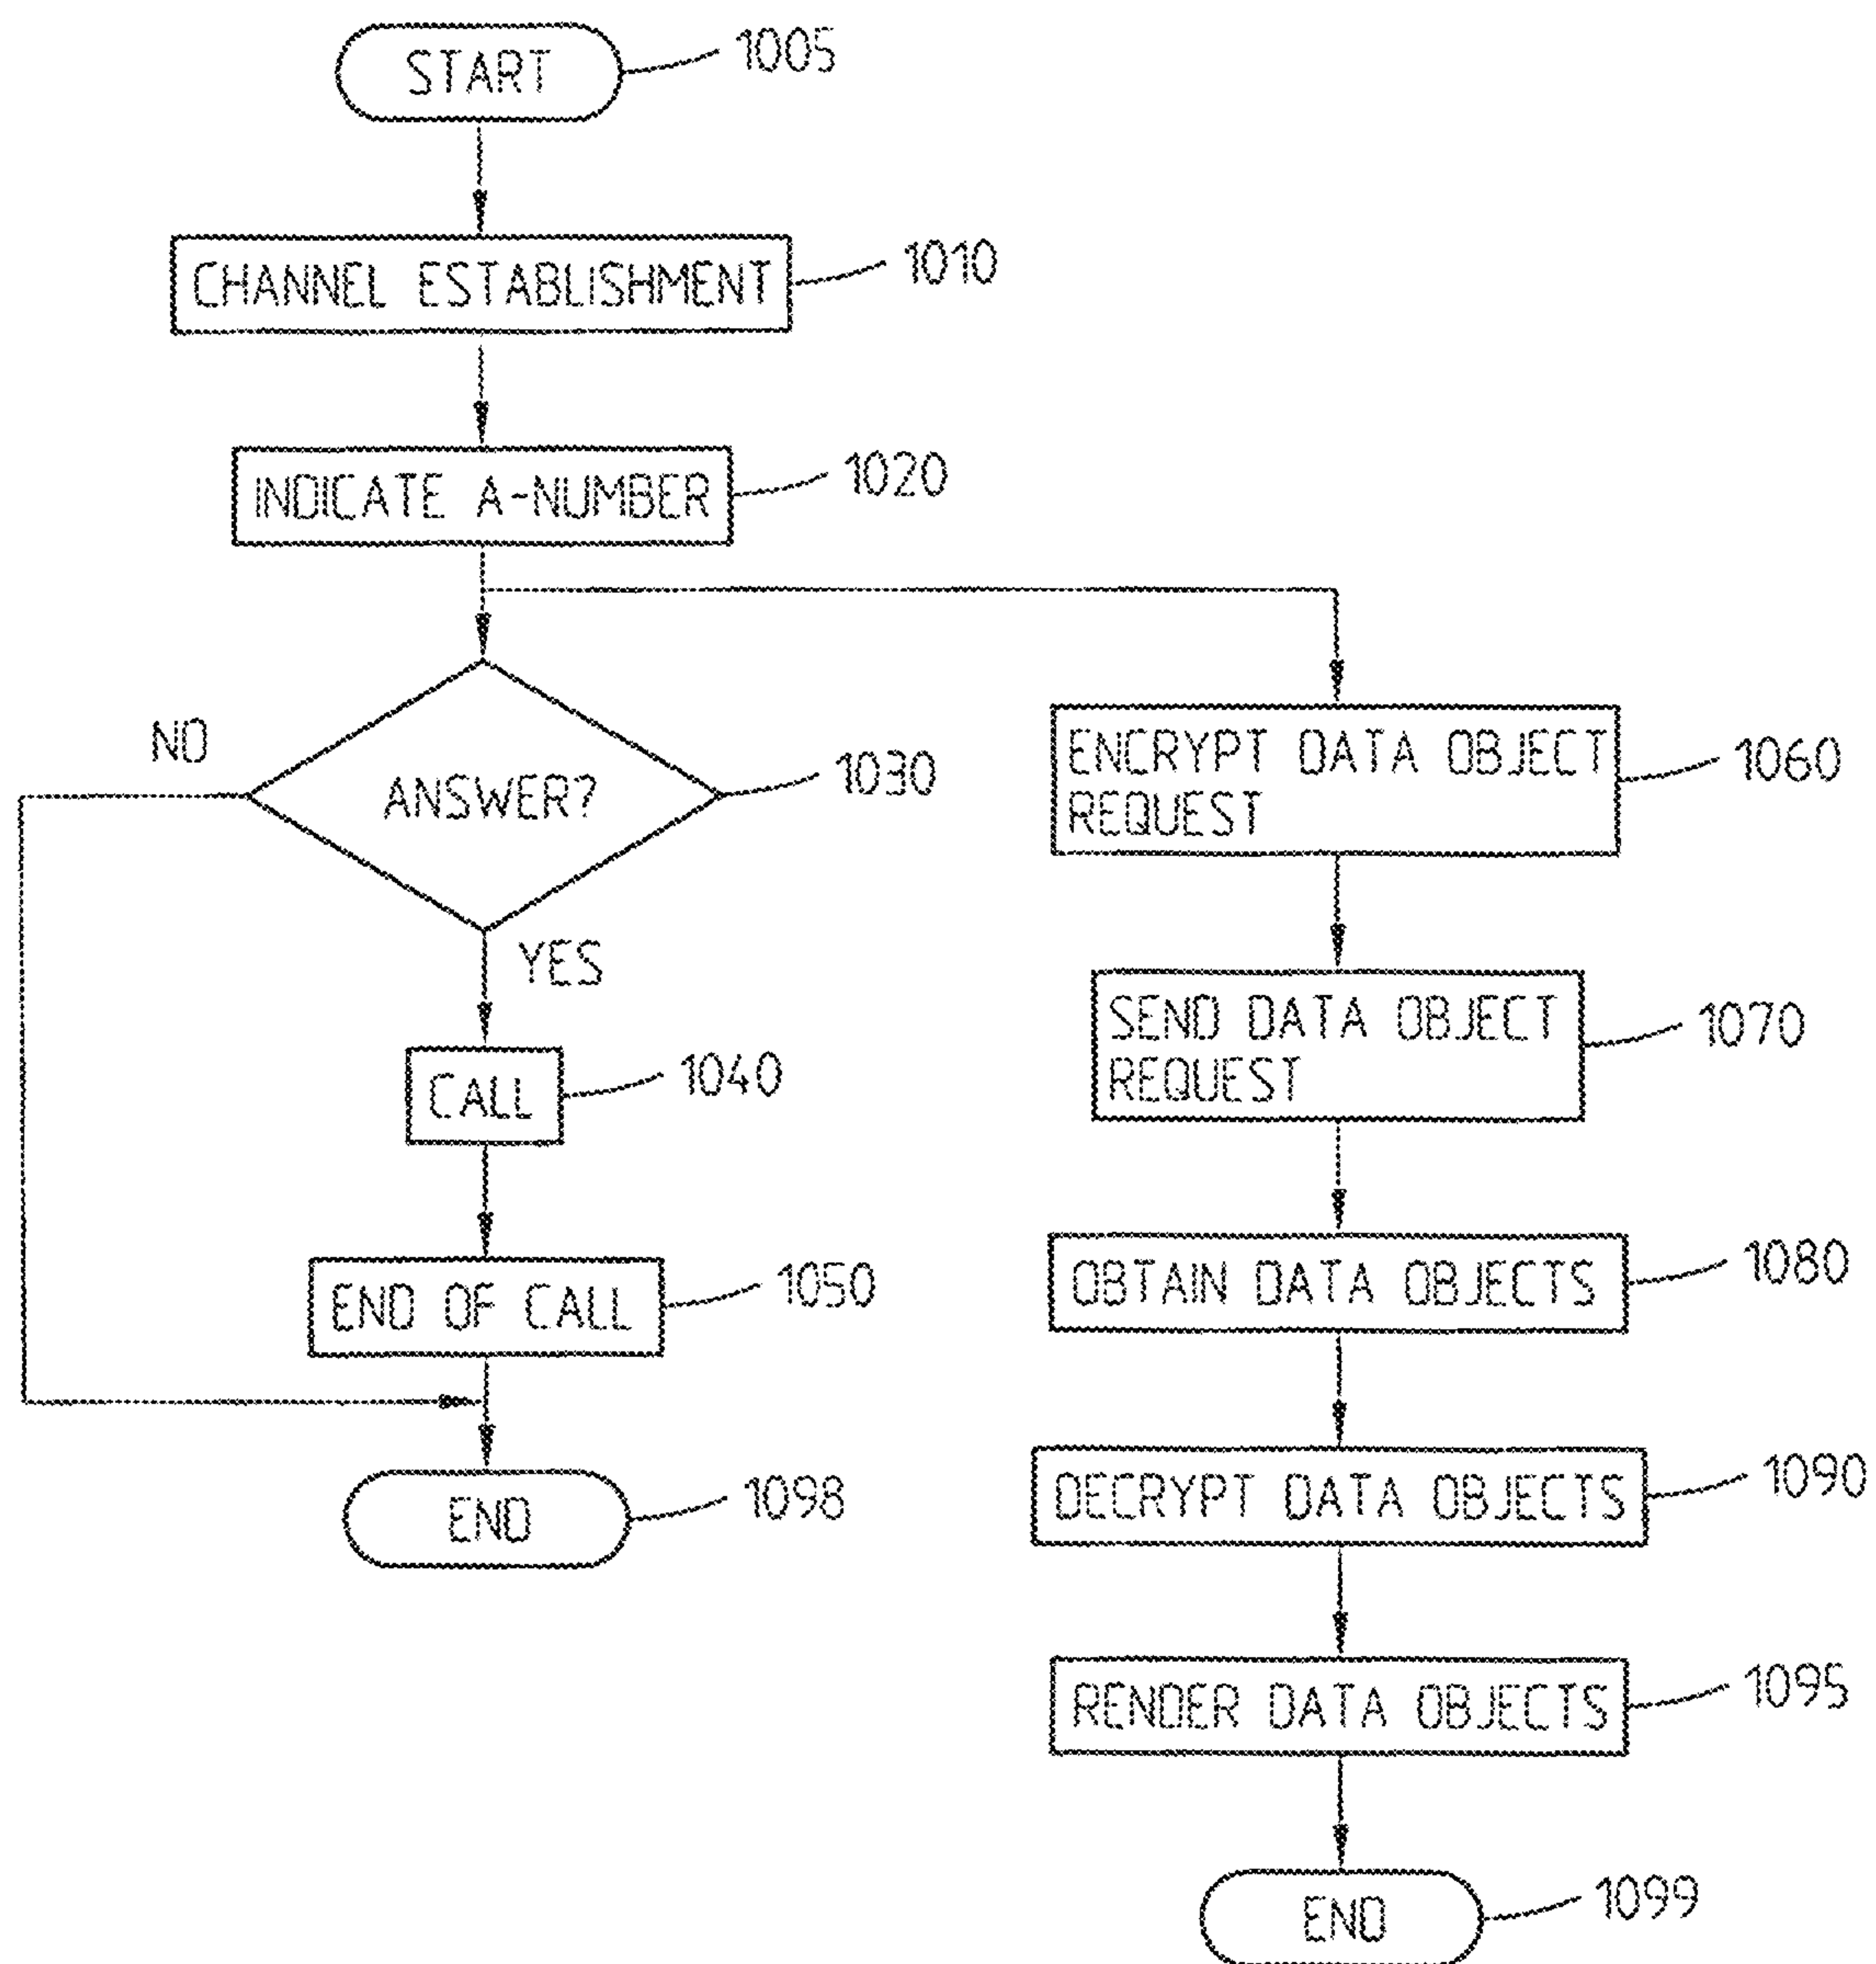 START
1005
CHANNEL ESTABLISHMENT
1010
INDICATE A-NUMBER
1020
NO
ANSWER?
1030
YES
CALL
1040
END OF CALL
1050
END
1098
ENCRYPT DATA OBJECT
REQUEST
1060
SEND DATA OBJECT
REQUEST
1070
OBTAIN DATA OBJECTS
1080
DECRYPT DATA OBJECTS
1090
RENDER DATA OBJECTS
1095
END
1099